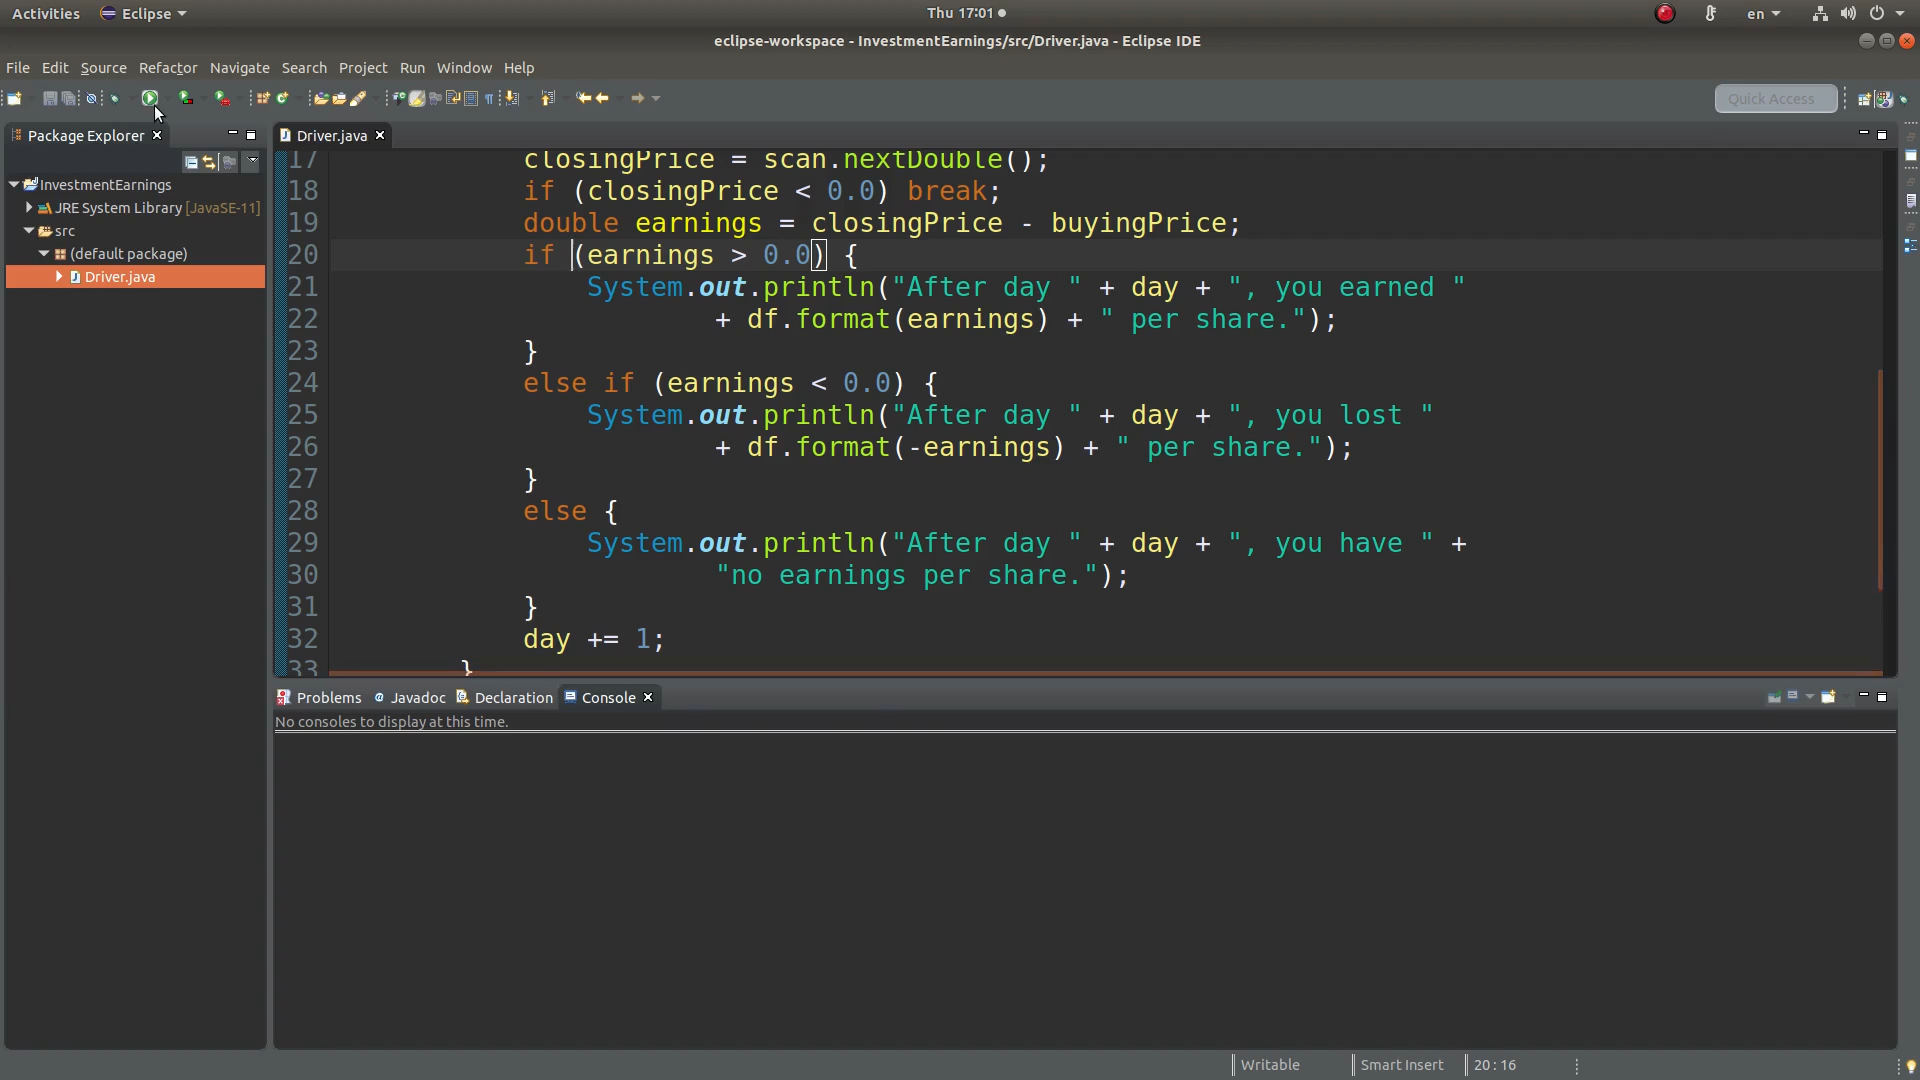 Activities Eclipse Thu 17:01 en
eclipse-workspace - InvestmentEarnings/src/Driver.java - Eclipse IDE
File Edit Source Refactor Navigate Search Project Run Window Help
Quick Access
Package Explorer
InvestmentEarnings
JRE System Library [JavaSE-11]
src
(default package)
Driver.java
Driver.java
17 closingPrice = scan.nextDouble();
18 if (closingPrice < 0.0) break;
19 double earnings = closingPrice - buyingPrice;
20 if (earnings > 0.0) {
21 System.out.println("After day " + day + ", you earned "
22 + df.format(earnings) + " per share.");
23 }
24 else if (earnings < 0.0) {
25 System.out.println("After day " + day + ", you lost "
26 + df.format(-earnings) + " per share.");
27 }
28 else {
29 System.out.println("After day " + day + ", you have " +
30 "no earnings per share.");
31 }
32 day += 1;
33 }
Problems Javadoc Declaration Console
No consoles to display at this time.
Writable Smart Insert 20 : 16